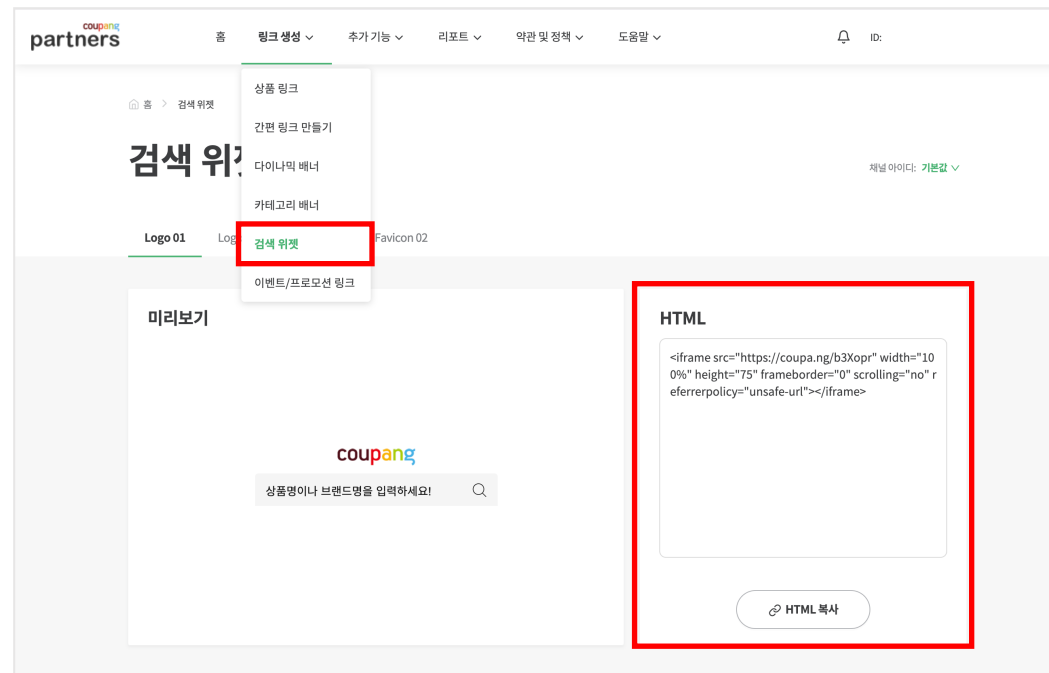 coupang
partners
홈
링크 생성
추가 기능
리포트
약관 및 정책
도움말
ID:
상품 링크
간편 링크 만들기
다이나믹 배너
카테고리 배너
검색 위젯
이벤트/프로모션 링크
홈 > 검색 위젯
검색 위
채널 아이디: 기본값
Logo 01
Log
Favicon 02
미리보기
coupang
상품명이나 브랜드명을 입력하세요!
HTML
<iframe src="https://coupa.ng/b3Xopr" width="10
0%" height="75" frameborder="0" scrolling="no" r
eferrerpolicy="unsafe-url"></iframe>
HTML 복사